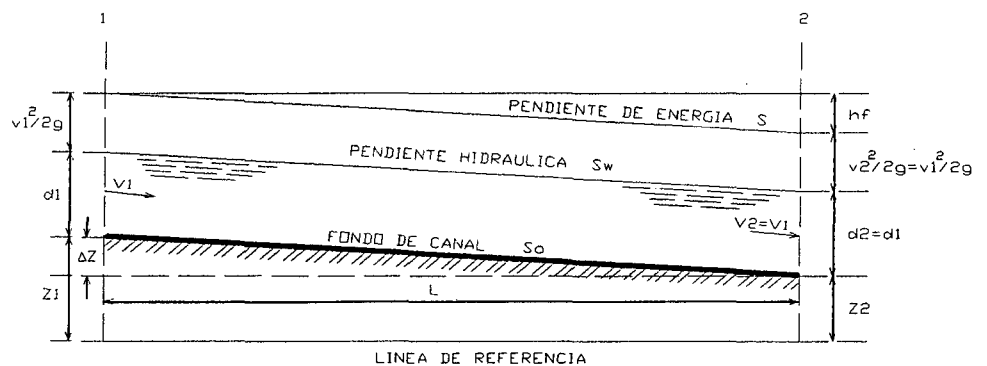 1
2
PENDIENTE DE ENERGIA S
hf
v1²/2g
PENDIENTE HIDRAULICA Sw
v2²/2g=v1²/2g
V1
d1
V2=V1
d2=d1
FONDO DE CANAL So
ΔZ
Z1
L
Z2
LINEA DE REFERENCIA